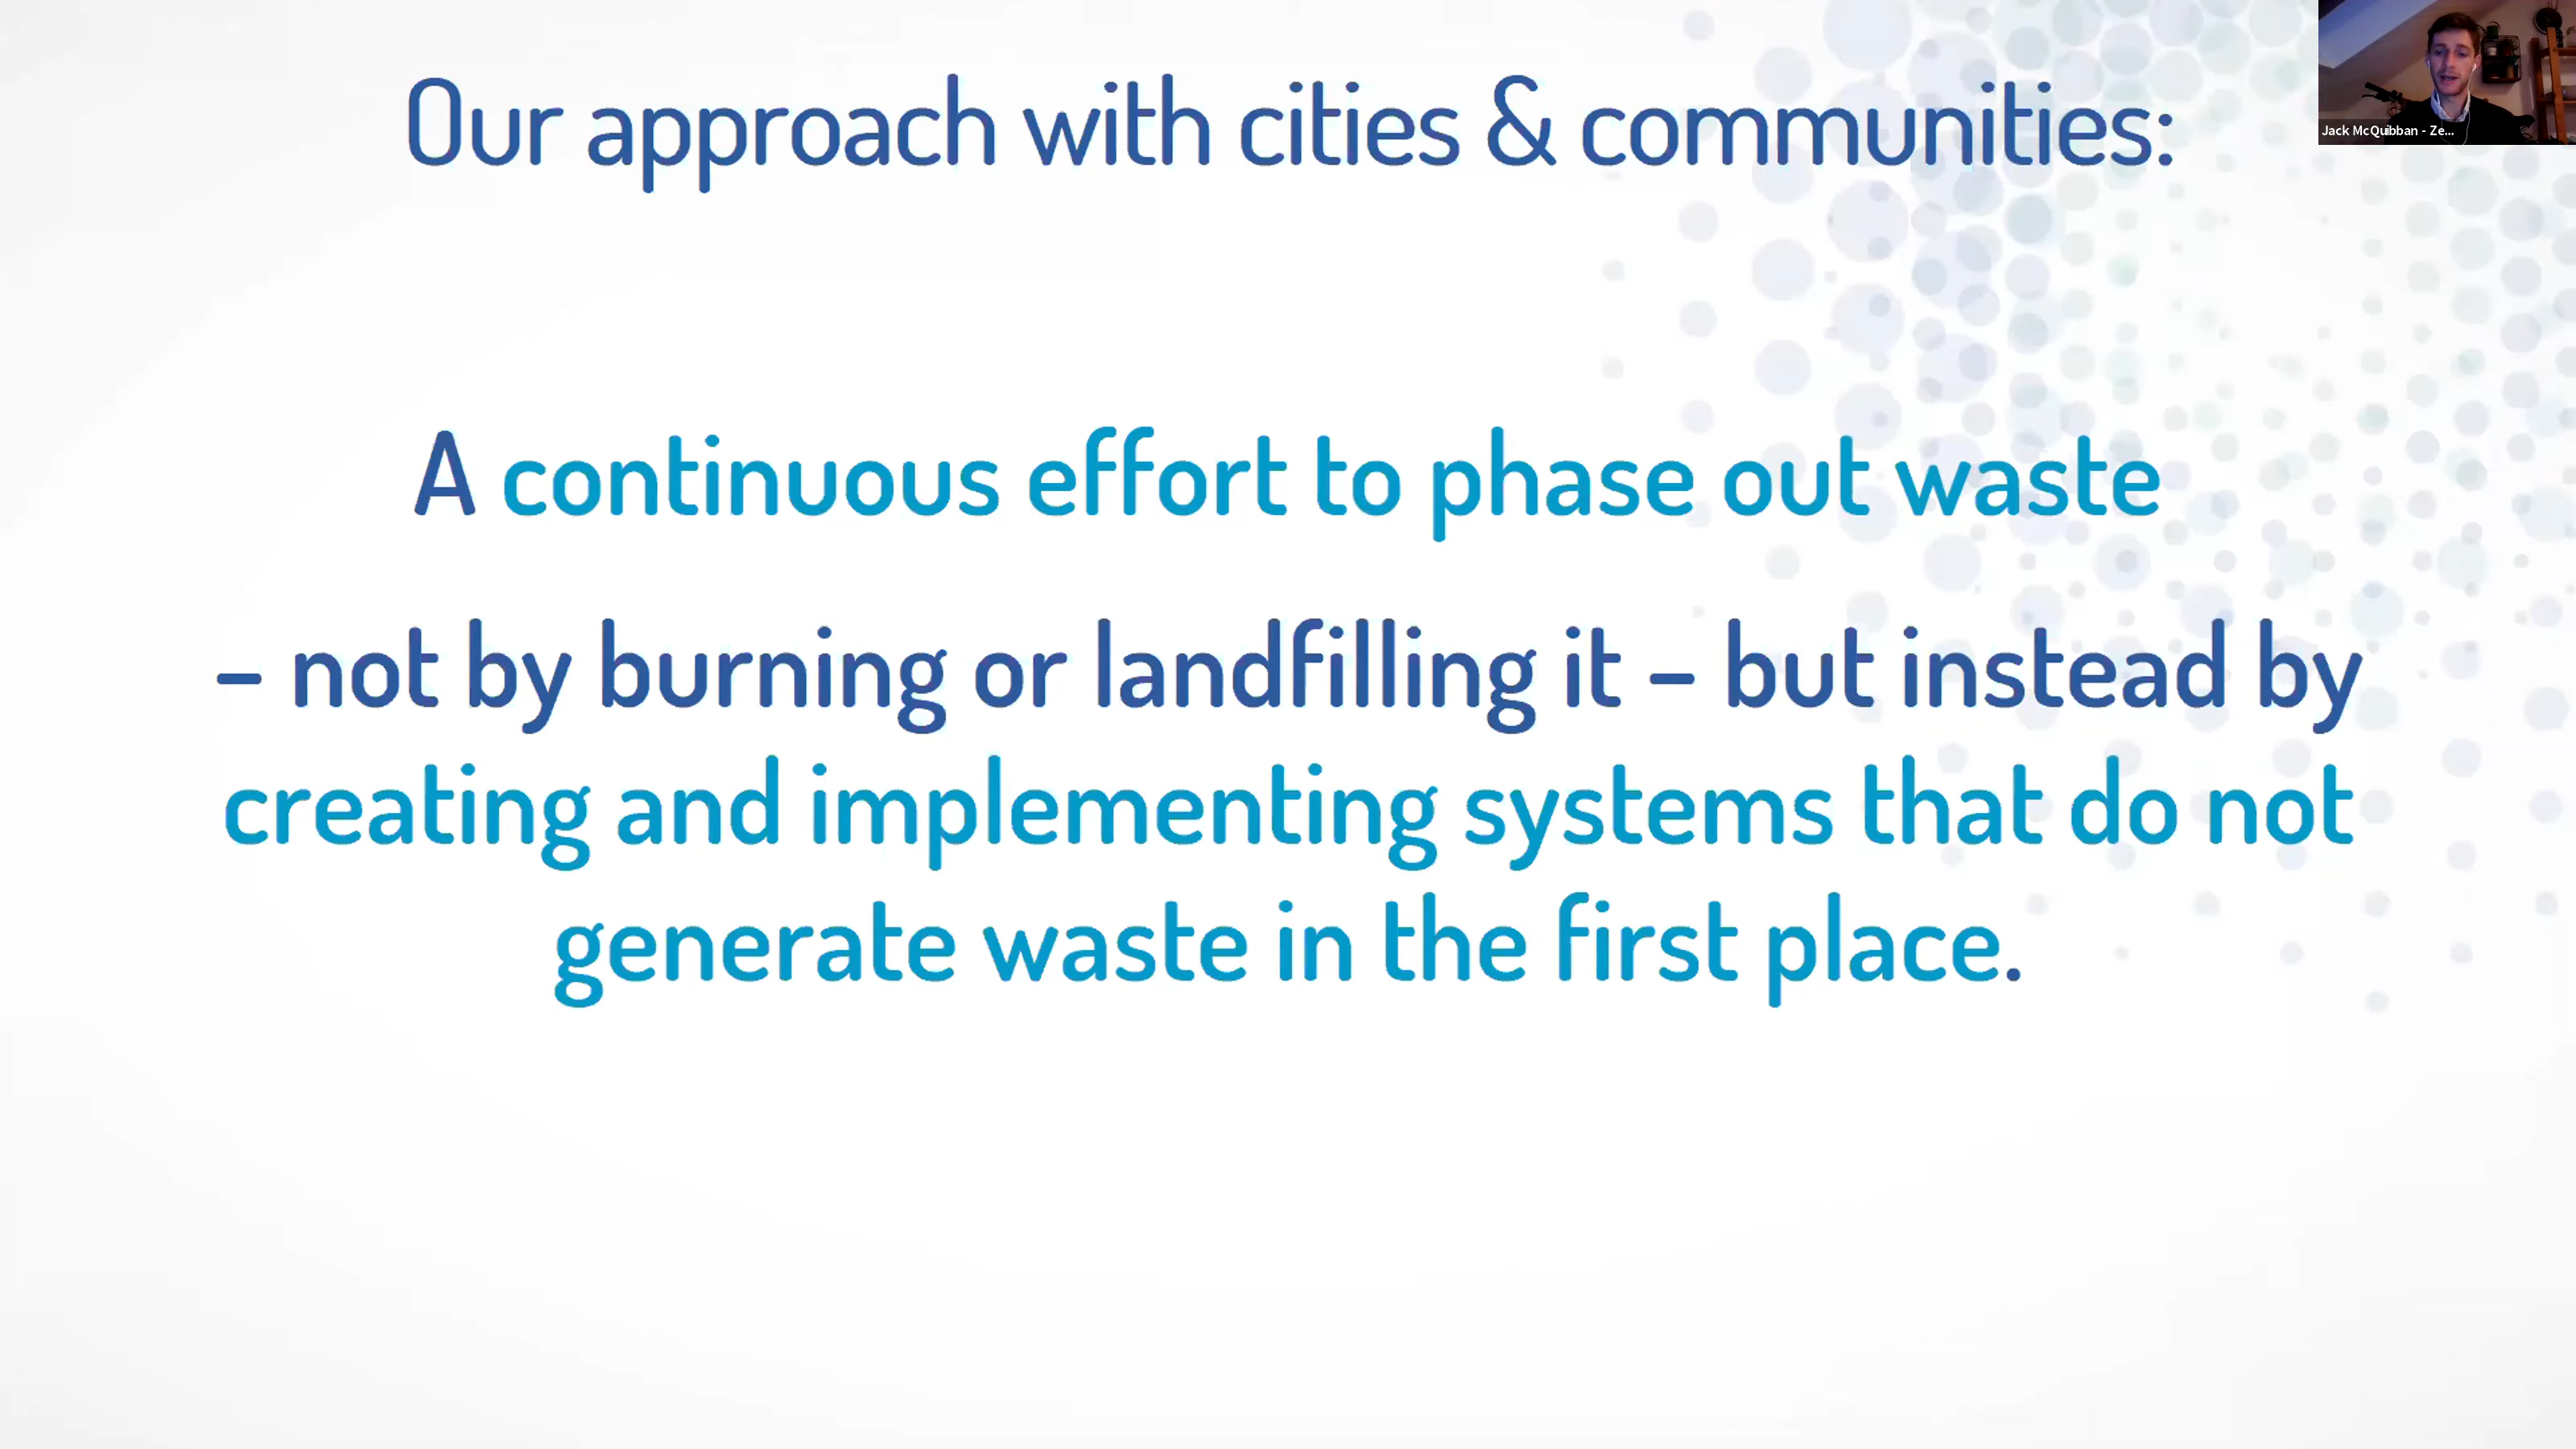 Our approach with cities & communities:
Jack McQuibban - Ze...
A continuous effort to phase out waste
– not by burning or landfilling it – but instead by
creating and implementing systems that do not
generate waste in the first place.